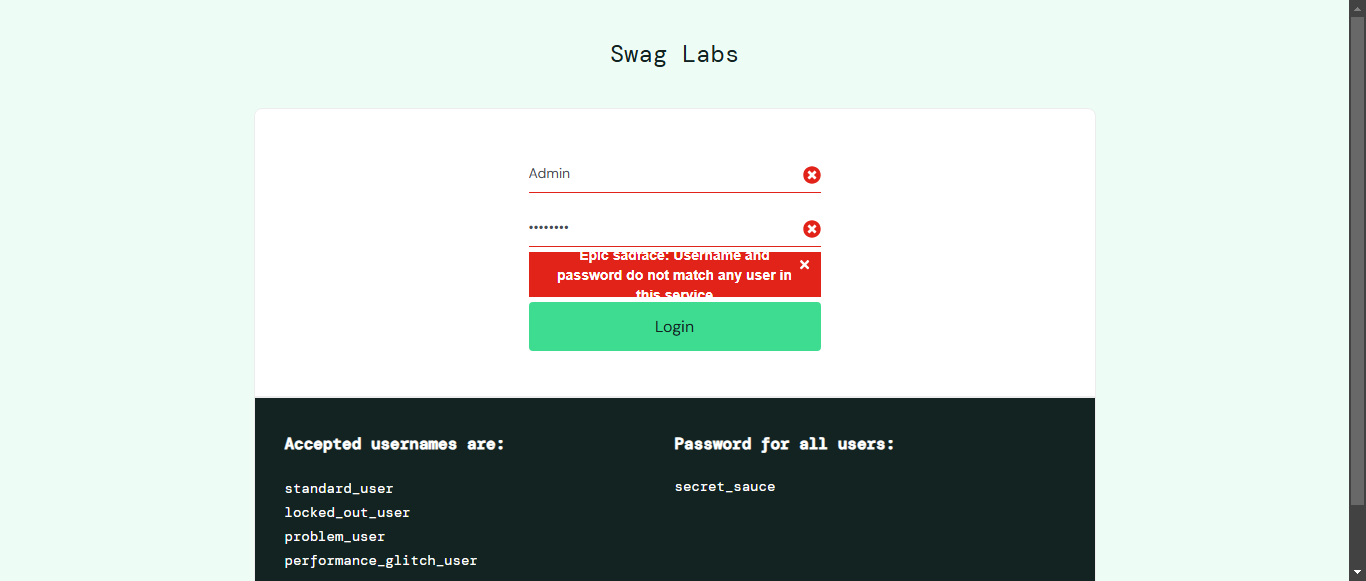 Swag Labs
Admin
••••••••
Epic sadface: Username and
password do not match any user in
this service
Login
Accepted usernames are:
standard_user
locked_out_user
problem_user
performance_glitch_user
Password for all users:
secret_sauce